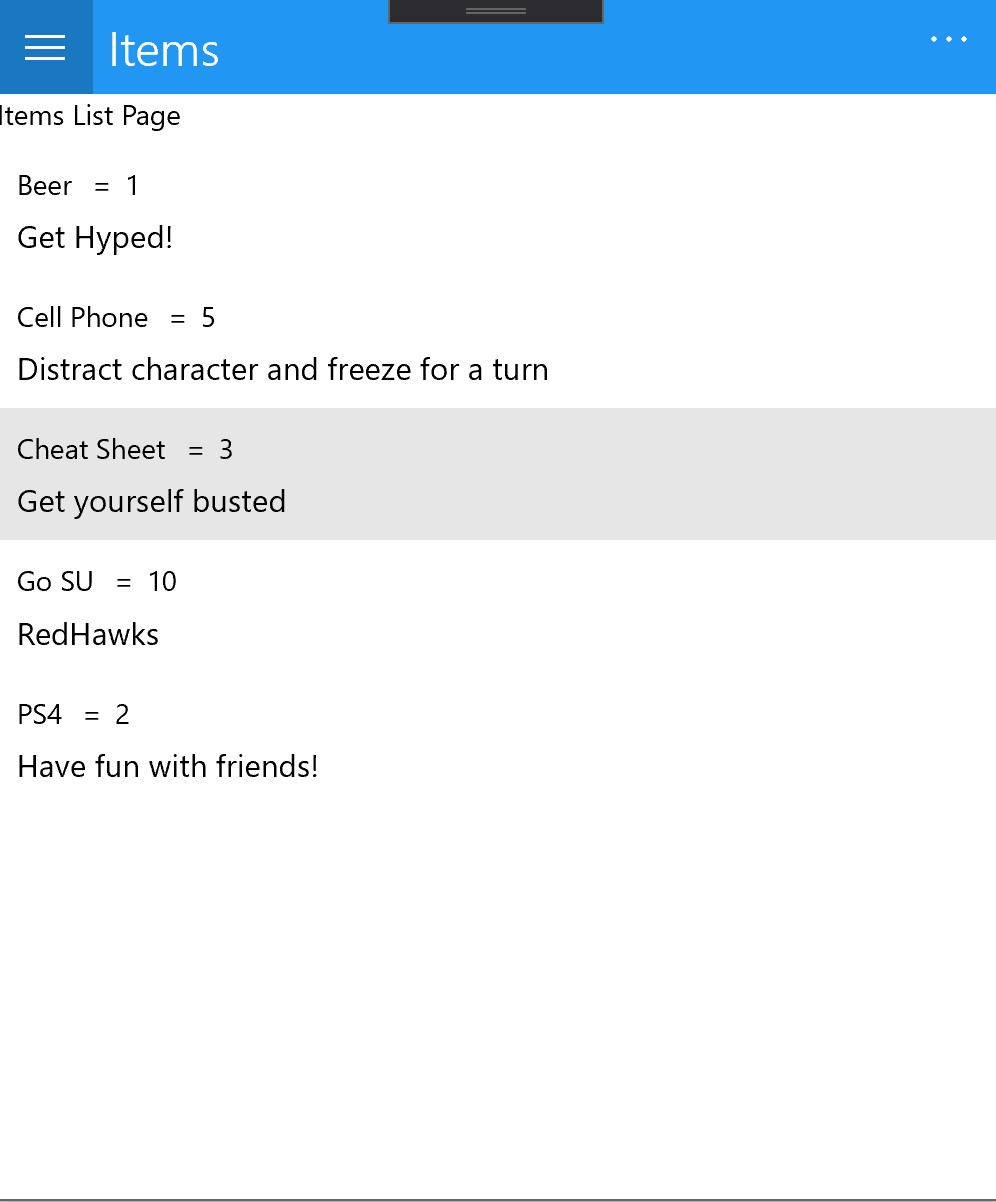 Items
Items List Page
Beer = 1
Get Hyped!
Cell Phone = 5
Distract character and freeze for a turn
Cheat Sheet = 3
Get yourself busted
Go SU = 10
RedHawks
PS4 = 2
Have fun with friends!